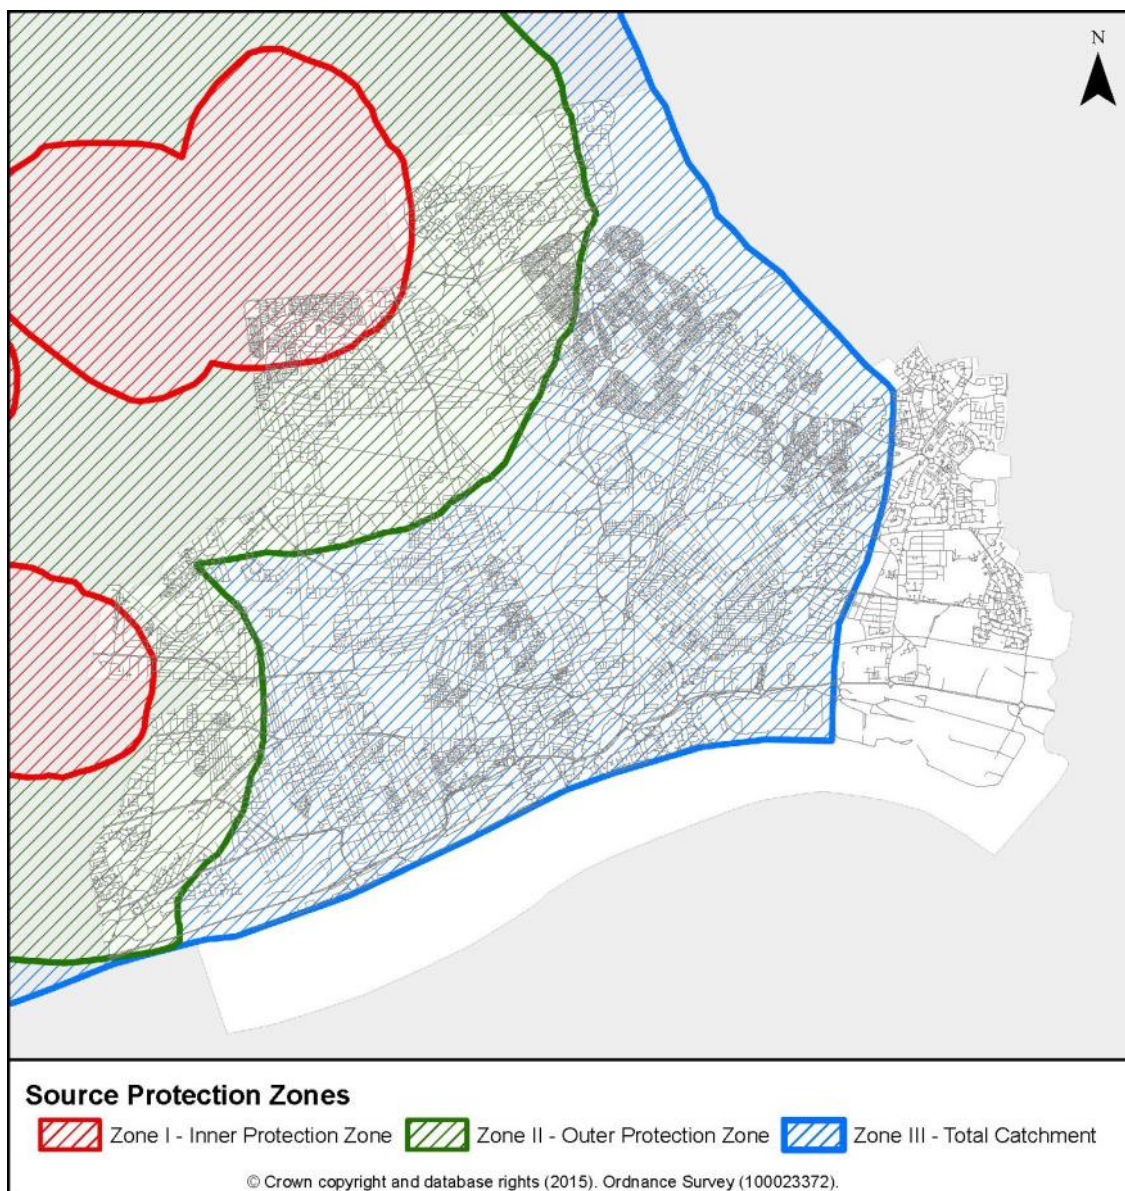 N
Source Protection Zones
Zone I - Inner Protection Zone Zone II - Outer Protection Zone Zone III - Total Catchment
© Crown copyright and database rights (2015). Ordnance Survey (100023372).